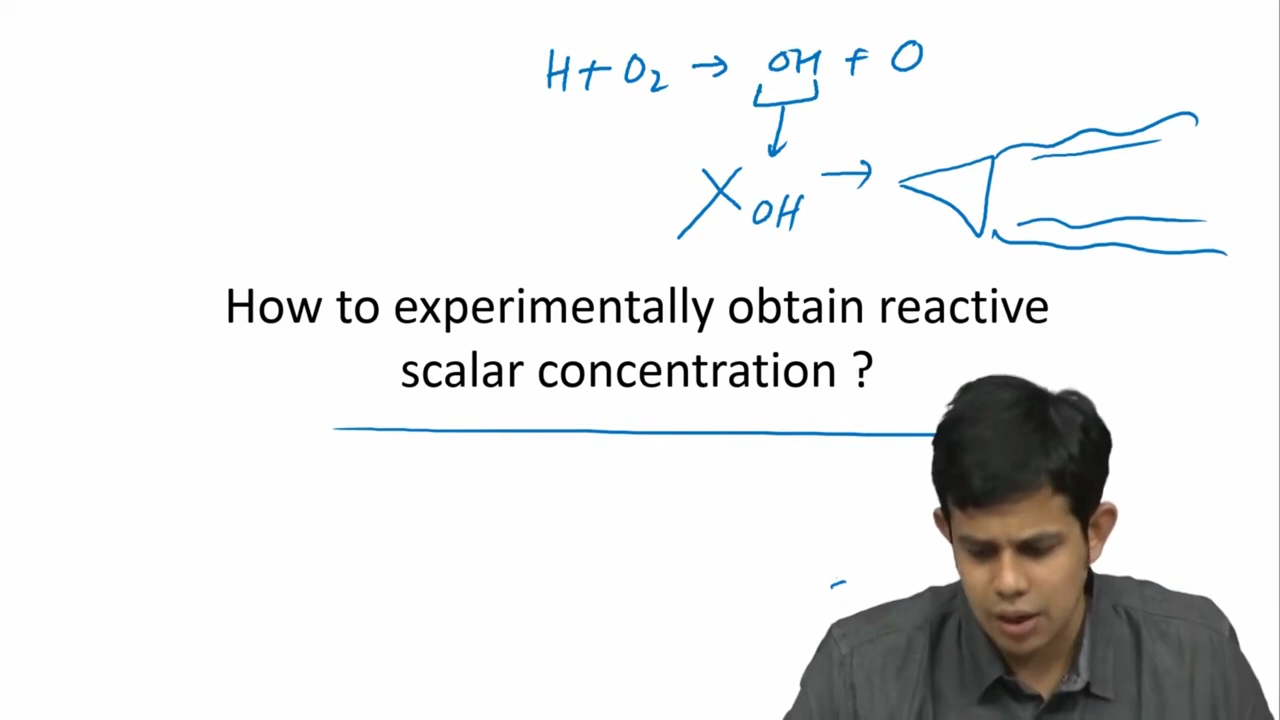 H + O₂ → OH + O
X OH →
How to experimentally obtain reactive
scalar concentration ?